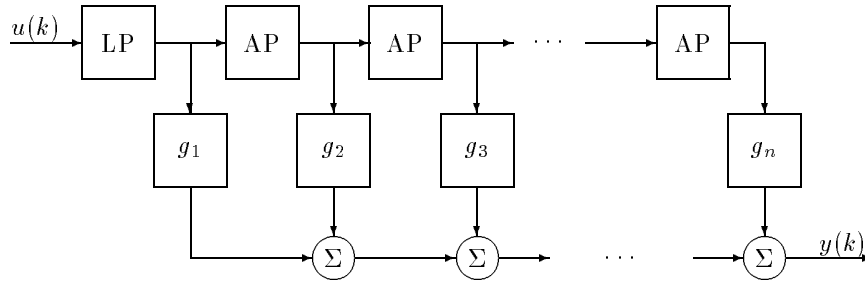 u(k) LP AP AP · · · AP
g₁ g₂ g₃ gₙ
Σ Σ · · · Σ y(k)